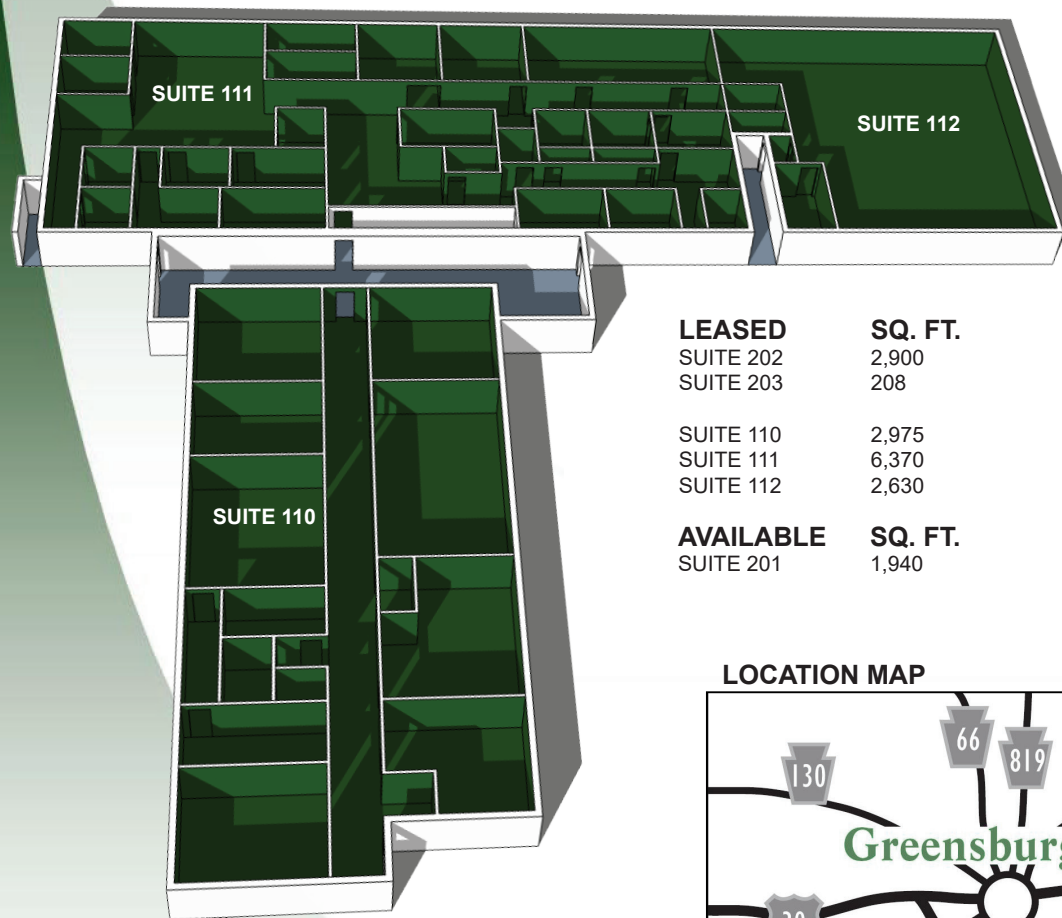 SUITE 111
SUITE 112
SUITE 110
LEASED SQ. FT.
SUITE 202 2,900
SUITE 203 208
SUITE 110 2,975
SUITE 111 6,370
SUITE 112 2,630
AVAILABLE SQ. FT.
SUITE 201 1,940
LOCATION MAP
66
819
130
Greensburg
30